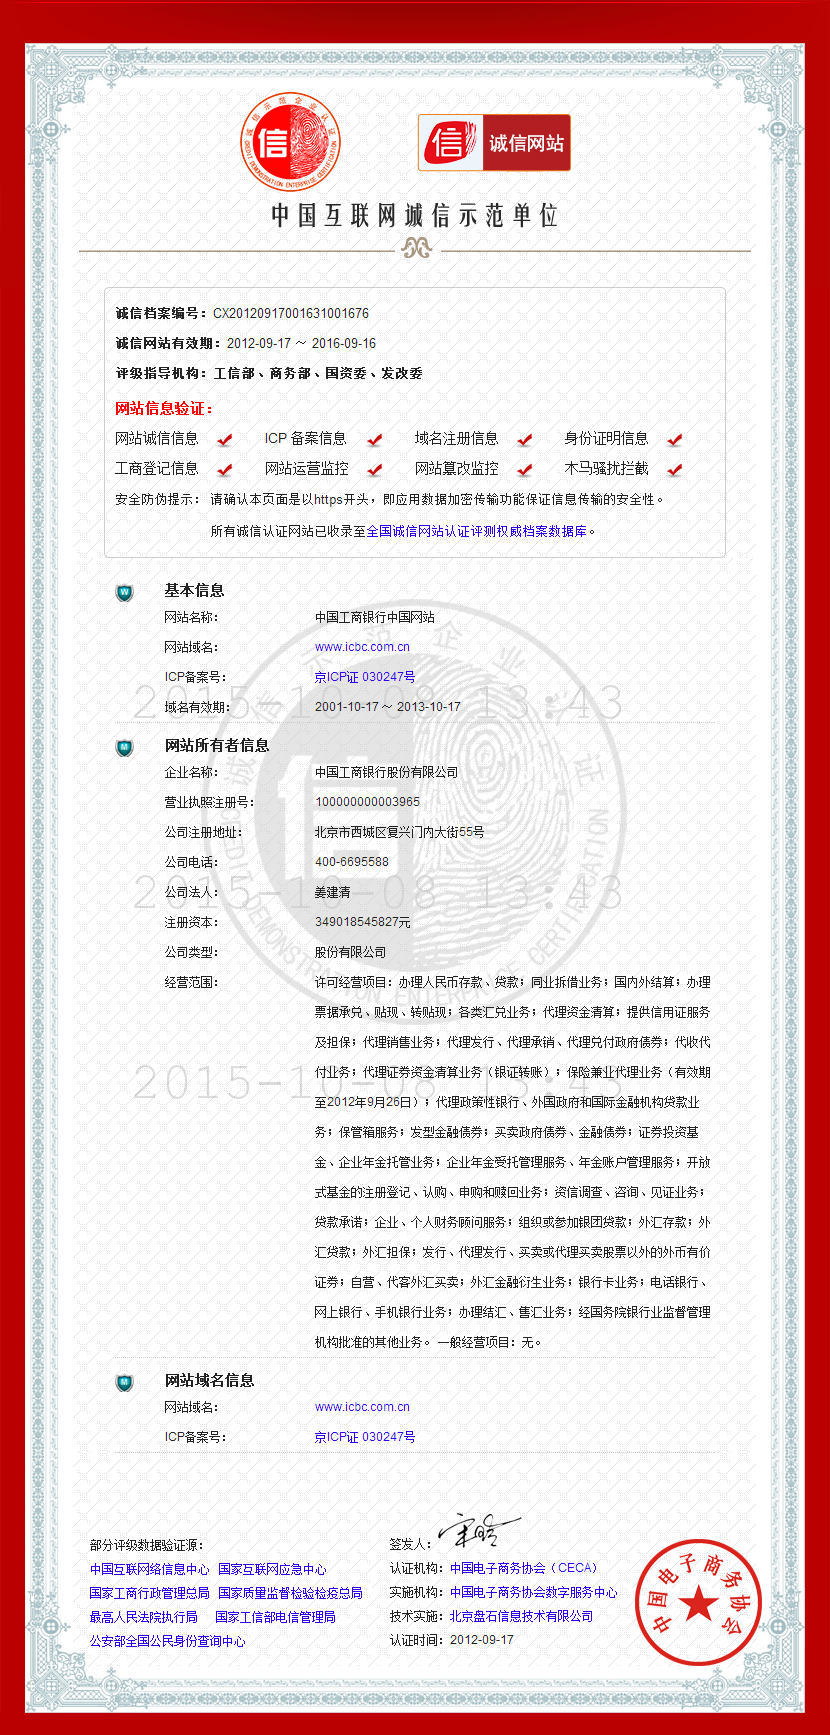 诚信示范企业认证
信
CREDIT DEMONSTRATION ENTERPRISE CERTIFICATION
信 诚信网站
中国互联网诚信示范单位
诚信档案编号：CX20120917001631001676
诚信网站有效期：2012-09-17 ～ 2016-09-16
评级指导机构：工信部、商务部、国资委、发改委
网站信息验证：
网站诚信信息 ICP 备案信息 域名注册信息 身份证明信息
工商登记信息 网站运营监控 网站篡改监控 木马骚扰拦截
安全防伪提示： 请确认本页面是以https开头，即应用数据加密传输功能保证信息传输的安全性。
所有诚信认证网站已收录至全国诚信网站认证评测权威档案数据库。
W 基本信息
网站名称： 中国工商银行中国网站
网站域名： www.icbc.com.cn
ICP备案号： 京ICP证 030247号
2015-10-08 13:43
域名有效期： 2001-10-17 ～ 2013-10-17
M 网站所有者信息
企业名称： 中国工商银行股份有限公司
营业执照注册号： 100000000003965
公司注册地址： 北京市西城区复兴门内大街55号
公司电话： 400-6695588
2015-10-08 13:43
公司法人： 姜建清
注册资本： 349018545827元
公司类型： 股份有限公司
经营范围： 许可经营项目：办理人民币存款、贷款；同业拆借业务；国内外结算；办理
票据承兑、贴现、转贴现；各类汇兑业务；代理资金清算；提供信用证服务
及担保；代理销售业务；代理发行、代理承销、代理兑付政府债券；代收代
付业务；代理证券资金清算业务（银证转账）；保险兼业代理业务（有效期
2015-10-08 13:43
至2012年9月26日）；代理政策性银行、外国政府和国际金融机构贷款业
务；保管箱服务；发型金融债券；买卖政府债券、金融债券；证券投资基
金、企业年金托管业务；企业年金受托管理服务、年金账户管理服务；开放
式基金的注册登记、认购、申购和赎回业务；资信调查、咨询、见证业务；
贷款承诺；企业、个人财务顾问服务；组织或参加银团贷款；外汇存款；外
汇贷款；外汇担保；发行、代理发行、买卖或代理买卖股票以外的外币有价
证券；自营、代客外汇买卖；外汇金融衍生业务；银行卡业务；电话银行、
网上银行、手机银行业务；办理结汇、售汇业务；经国务院银行业监督管理
机构批准的其他业务。 一般经营项目：无。
M 网站域名信息
网站域名： www.icbc.com.cn
ICP备案号： 京ICP证 030247号
部分评级数据验证源：
中国互联网络信息中心 国家互联网应急中心
国家工商行政管理总局 国家质量监督检验检疫总局
最高人民法院执行局 国家工信部电信管理局
公安部全国公民身份查询中心
签发人：
认证机构：中国电子商务协会（CECA）
实施机构：中国电子商务协会数字服务中心
技术实施：北京盘石信息技术有限公司
认证时间：2012-09-17
中国电子商务协会